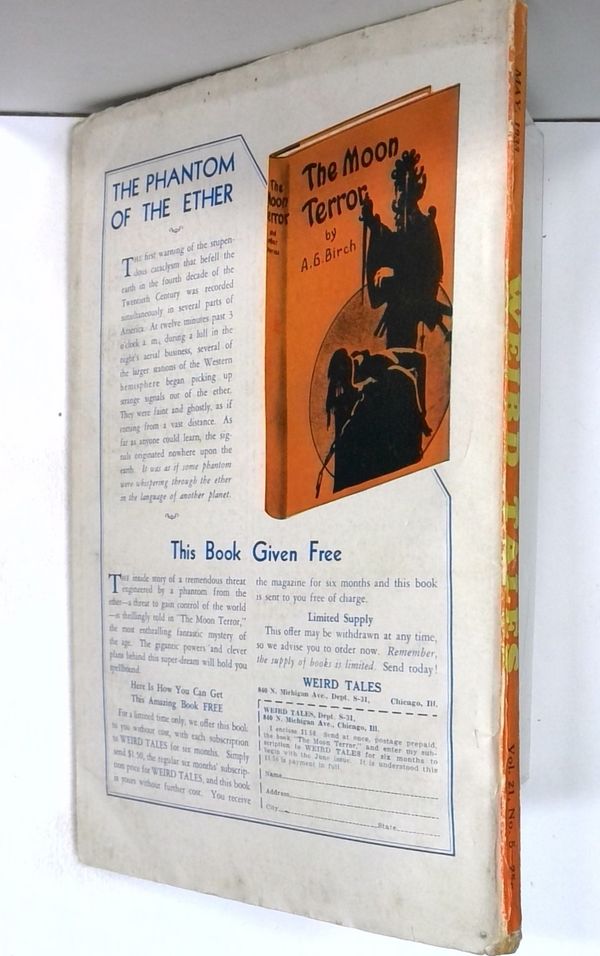 THE PHANTOM
OF THE ETHER
THE first warning of the stupen-
dous cataclysm that befell the
earth in the fourth decade of the
Twentieth Century was recorded
simultaneously in several parts of
America. At twelve minutes past 3
o'clock a. m., during a lull in the
night's aerial business, several of
the larger stations of the Western
hemisphere began picking up
strange signals out of the ether.
They were faint and ghostly, as if
coming from a vast distance. As
far as anyone could learn, the sig-
nals originated nowhere upon the
earth. It was as if some phantom
were whispering through the ether
in the language of another planet.
The Moon
Terror
by
A.G. Birch
The
Moon
Terror
and
other
Stories
This Book Given Free
THE inside story of a tremendous threat
engineered by a phantom from the
ether—a threat to gain control of the world
—is thrillingly told in "The Moon Terror,"
the most enthralling fantastic mystery of
the age. The gigantic powers and clever
plans behind this super-dream will hold you
spellbound.
Here Is How You Can Get
This Amazing Book FREE
For a limited time only, we offer this book
to you without cost, with each subscription
to WEIRD TALES for six months. Simply
send $1.50, the regular six months' subscrip-
tion price for WEIRD TALES, and this book
is yours without further cost. You receive
the magazine for six months and this book
is sent to you free of charge.
Limited Supply
This offer may be withdrawn at any time,
so we advise you to order now. Remember,
the supply of books is limited. Send today!
WEIRD TALES
840 N. Michigan Ave., Dept. S-31, Chicago, Ill.
WEIRD TALES, Dept. S-31,
840 N. Michigan Ave., Chicago, Ill.
I enclose $1.50. Send at once, postage prepaid,
the book "The Moon Terror," and enter my sub-
scription to WEIRD TALES for six months to
begin with the June issue. It is understood this
$1.50 is payment in full.
Name
Address
City State
MAY
WEIRD TALES
Vol. 21, No. 5